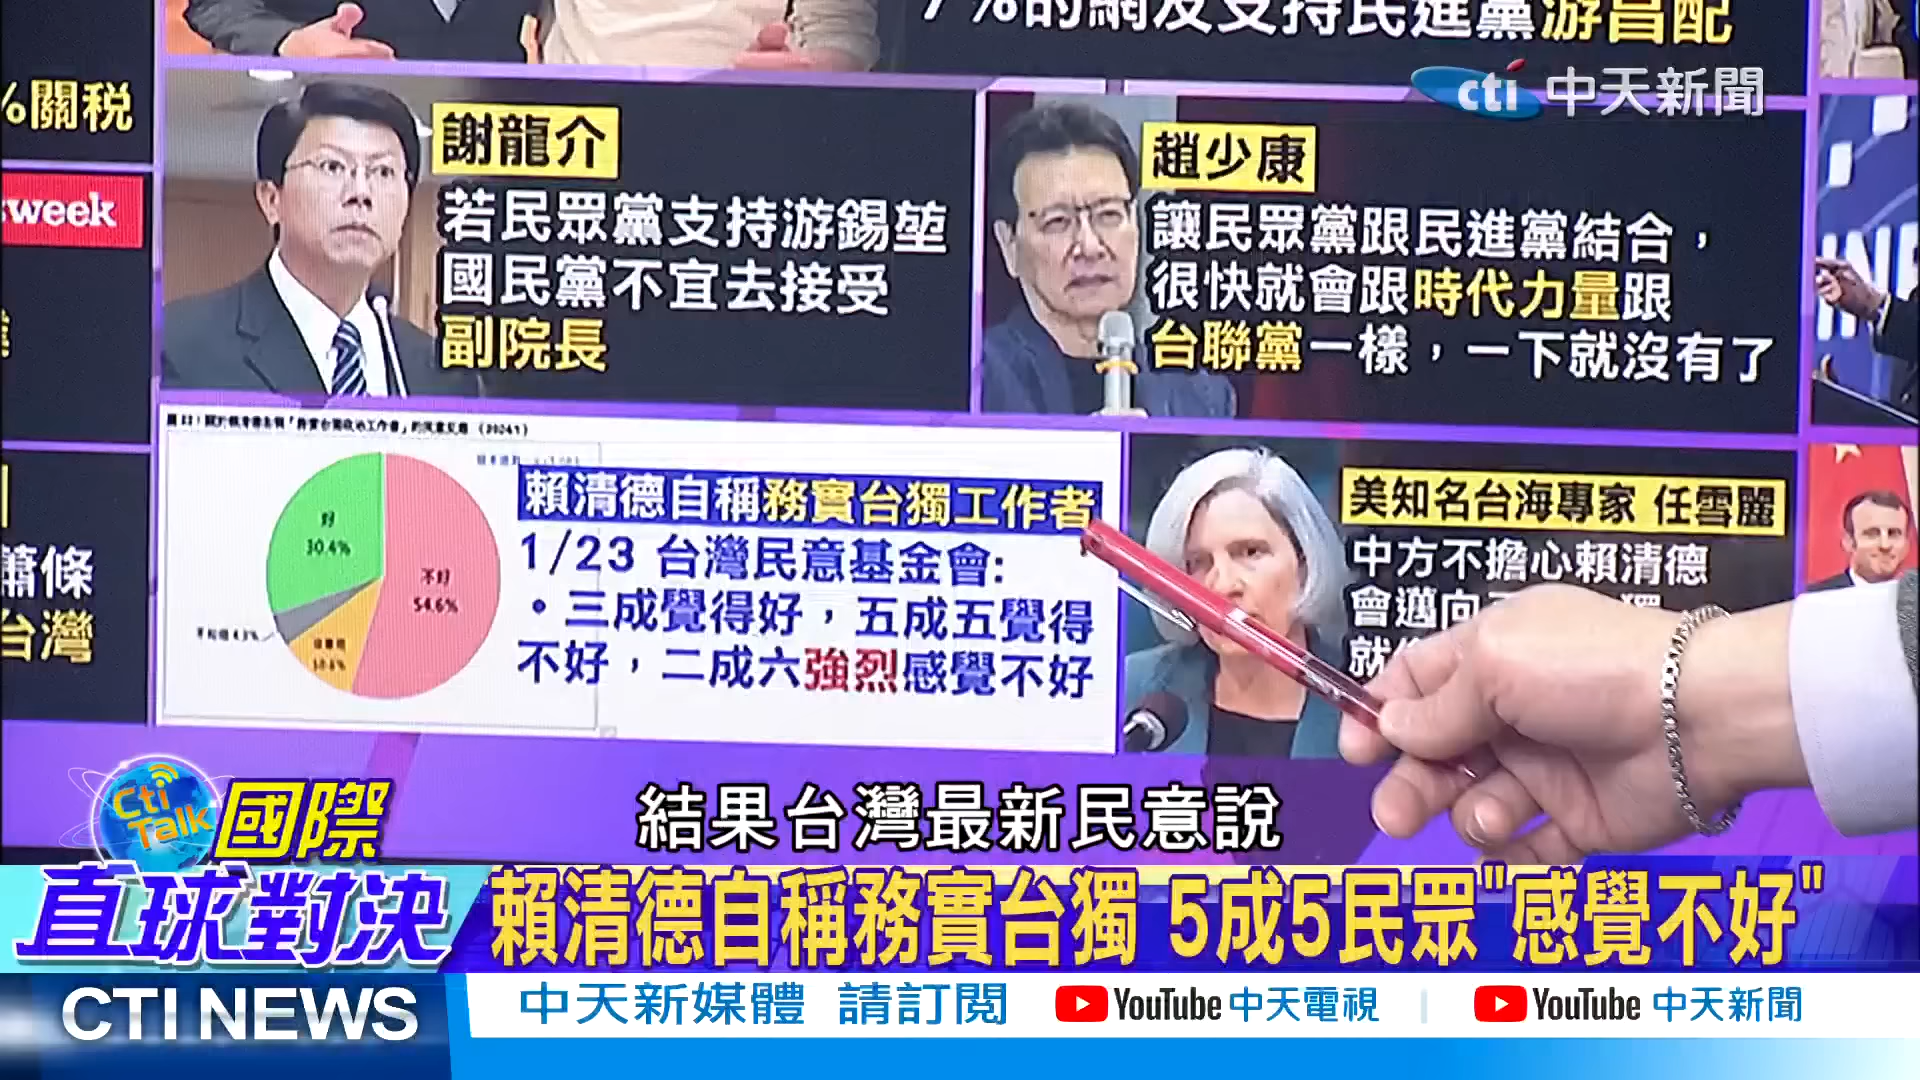 7%的網友支持民進黨游昌配
cti 中天新聞
%關稅
謝龍介
若民眾黨支持游錫堃
國民黨不宜去接受
副院長
趙少康
讓民眾黨跟民進黨結合，
很快就會跟時代力量跟
台聯黨一樣，一下就沒有了
sweek
蕭條
台灣
好
30.4%
不好
54.6%
賴清德自稱務實台獨工作者
1/23 台灣民意基金會:
•三成覺得好，五成五覺得
不好，二成六強烈感覺不好
美知名台海專家 任雪麗
中方不擔心賴清德
會邁向
結果台灣最新民意說
Cti Talk
國際
直球對決
賴清德自稱務實台獨 5成5民眾"感覺不好"
CTI NEWS
中天新媒體 請訂閱 YouTube 中天電視 | YouTube 中天新聞